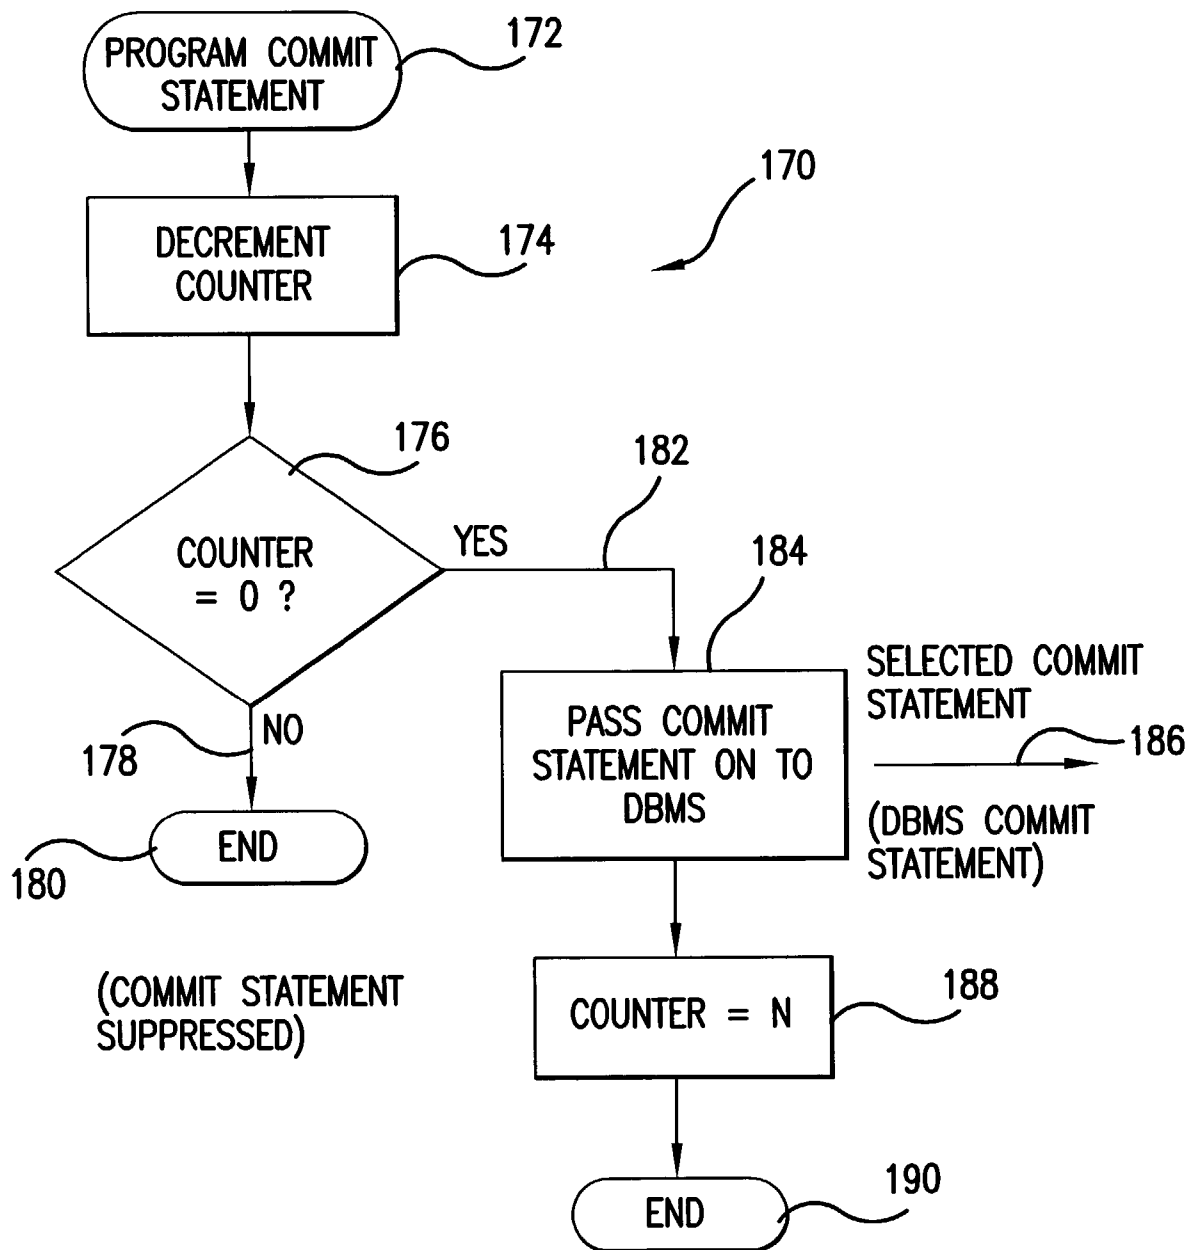 PROGRAM COMMIT
STATEMENT
172
170
DECREMENT
COUNTER
174
176
COUNTER
= 0 ?
YES
182
184
NO
178
END
180
(COMMIT STATEMENT
SUPPRESSED)
PASS COMMIT
STATEMENT ON TO
DBMS
SELECTED COMMIT
STATEMENT
186
(DBMS COMMIT
STATEMENT)
COUNTER = N
188
END
190